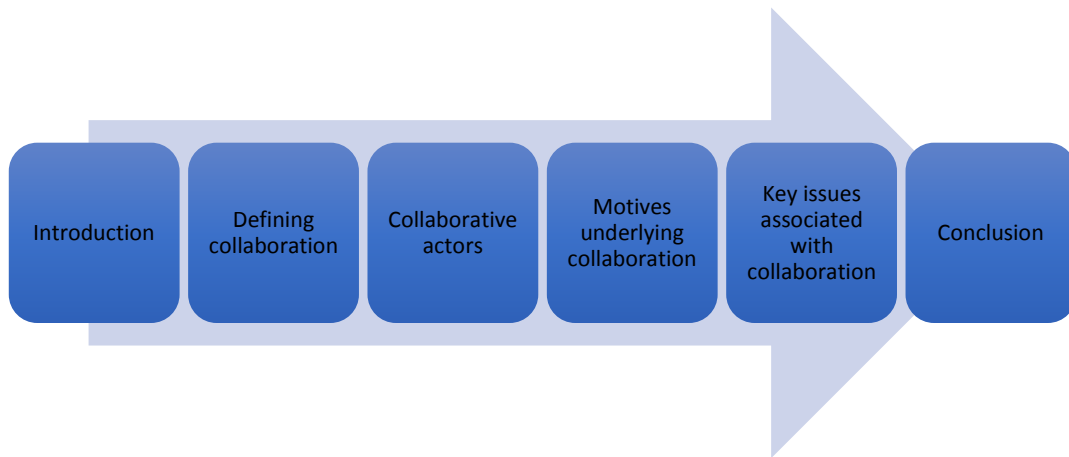 Introduction
Defining
collaboration
Collaborative
actors
Motives
underlying
collaboration
Key issues
associated
with
collaboration
Conclusion